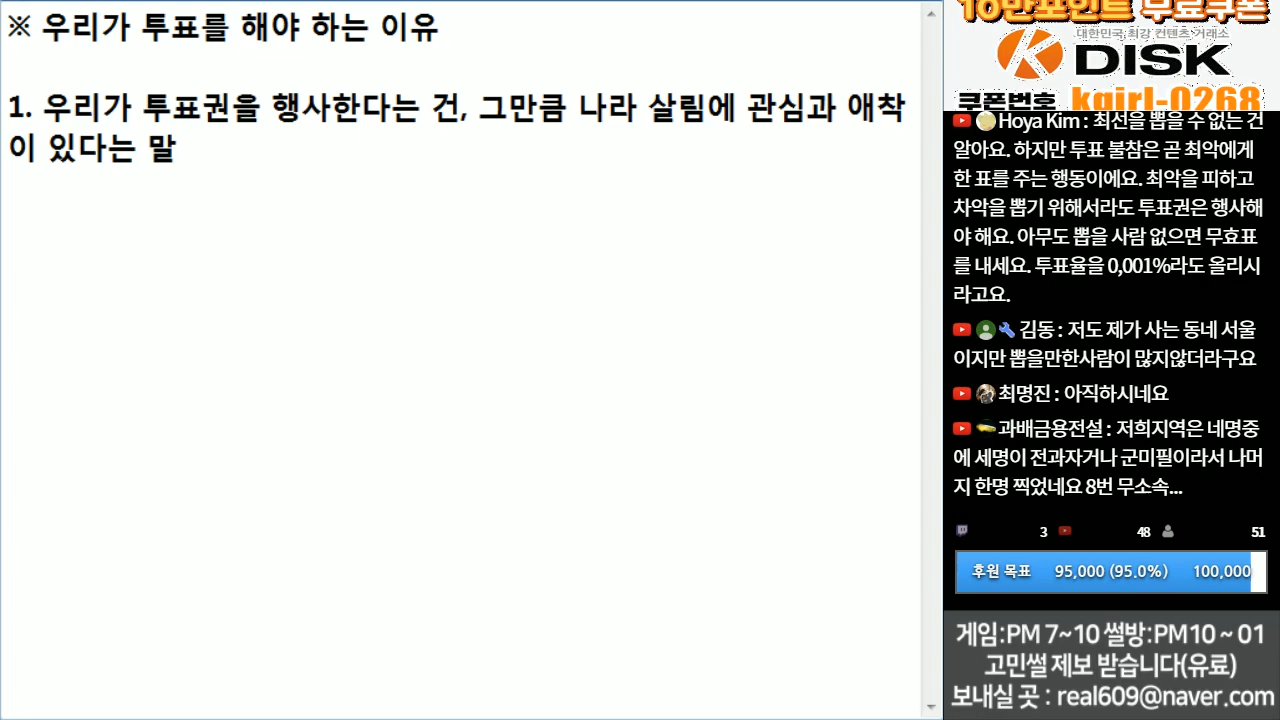 ※ 우리가 투표를 해야 하는 이유
1. 우리가 투표권을 행사한다는 건, 그만큼 나라 살림에 관심과 애착
이 있다는 말
10만포인트 무료쿠폰
대한민국 최강 컨텐츠 거래소
K DISK
쿠폰번호 kgirl-0268
Hoya Kim : 최선을 뽑을 수 없는 건
알아요. 하지만 투표 불참은 곧 최악에게
한 표를 주는 행동이에요. 최악을 피하고
차악을 뽑기 위해서라도 투표권은 행사해
야 해요. 아무도 뽑을 사람 없으면 무효표
를 내세요. 투표율을 0,001%라도 올리시
라고요.
김동 : 저도 제가 사는 동네 서울
이지만 뽑을만한사람이 많지않더라구요
최명진 : 아직하시네요
과배금용전설 : 저희지역은 네명중
에 세명이 전과자거나 군미필이라서 나머
지 한명 찍었네요 8번 무소속...
3 48 51
후원 목표 95,000 (95.0%) 100,000
게임:PM 7~10 썰방:PM10 ~ 01
고민썰 제보 받습니다(유료)
보내실 곳 : real609@naver.com